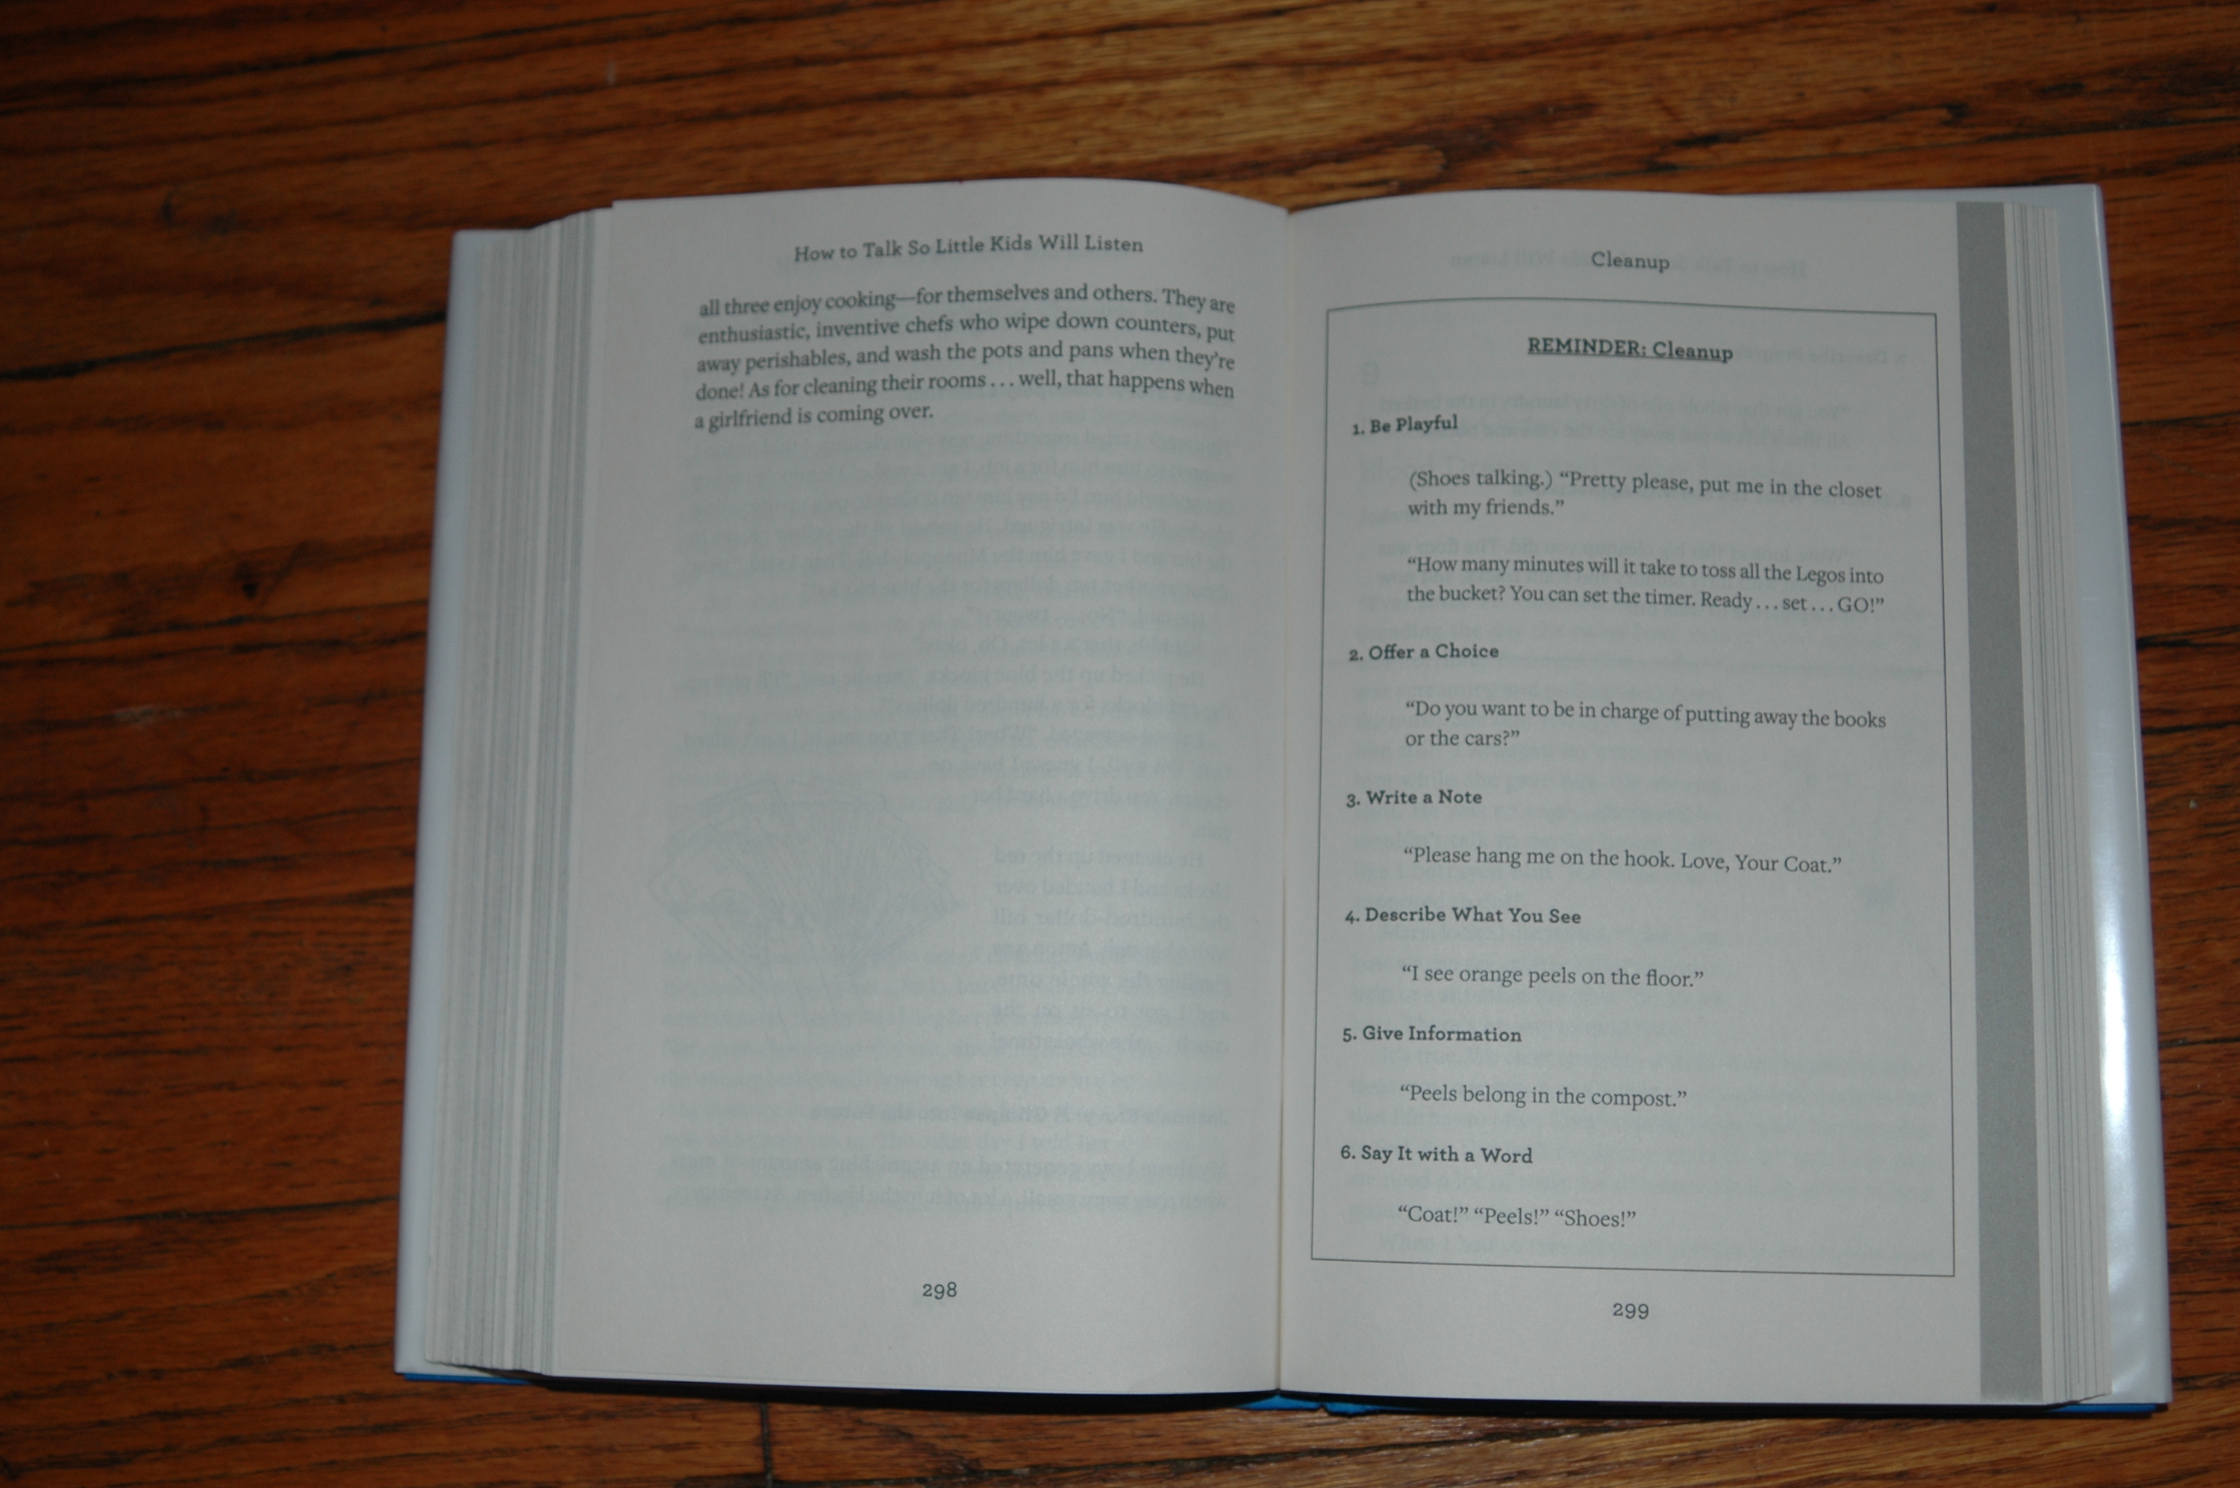 How to Talk So Little Kids Will Listen
all three enjoy cooking—for themselves and others. They are
enthusiastic, inventive chefs who wipe down counters, put
away perishables, and wash the pots and pans when they’re
done! As for cleaning their rooms . . . well, that happens when
a girlfriend is coming over.
298
Cleanup
REMINDER: Cleanup
1. Be Playful
(Shoes talking.) “Pretty please, put me in the closet
with my friends.”
“How many minutes will it take to toss all the Legos into
the bucket? You can set the timer. Ready . . . set . . . GO!”
2. Offer a Choice
“Do you want to be in charge of putting away the books
or the cars?”
3. Write a Note
“Please hang me on the hook. Love, Your Coat.”
4. Describe What You See
“I see orange peels on the floor.”
5. Give Information
“Peels belong in the compost.”
6. Say It with a Word
“Coat!” “Peels!” “Shoes!”
299